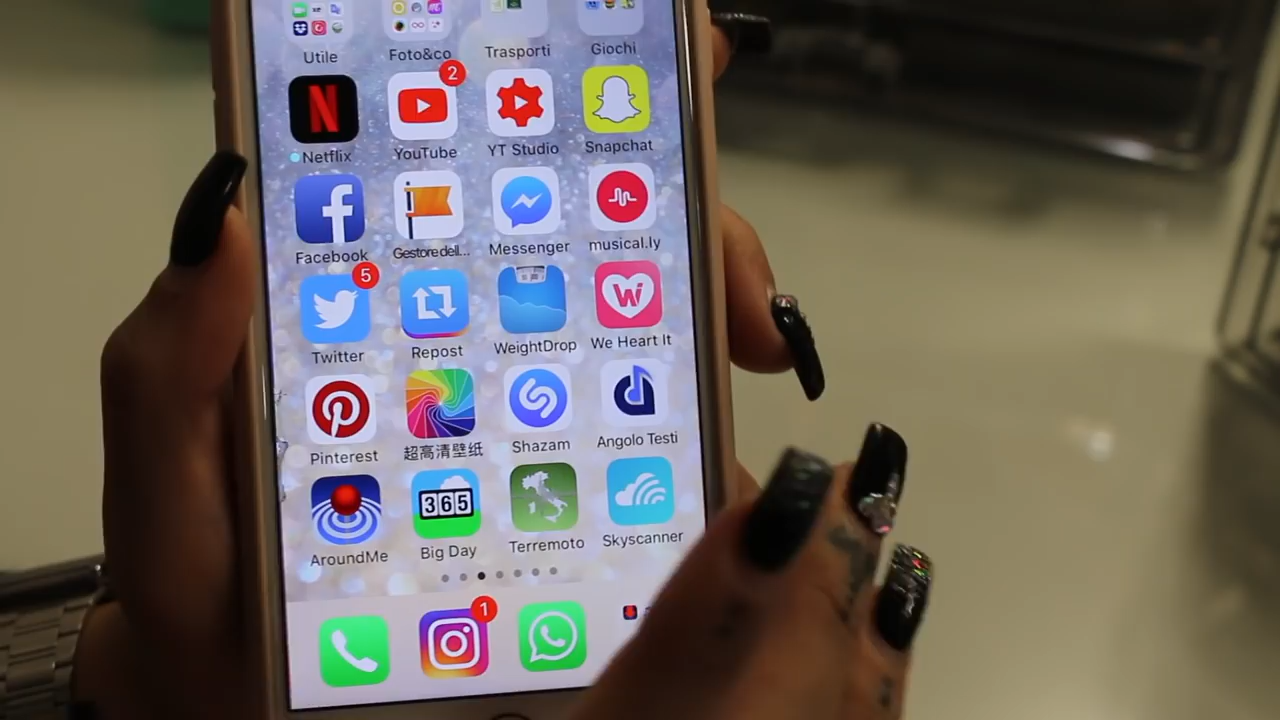 Utile Foto&co Trasporti Giochi
2
Netflix YouTube YT Studio Snapchat
Facebook Gestore dell... Messenger musical.ly
5
Wi
Twitter Repost WeightDrop We Heart It
Pinterest 超高清壁纸 Shazam Angolo Testi
365
AroundMe Big Day Terremoto Skyscanner
1